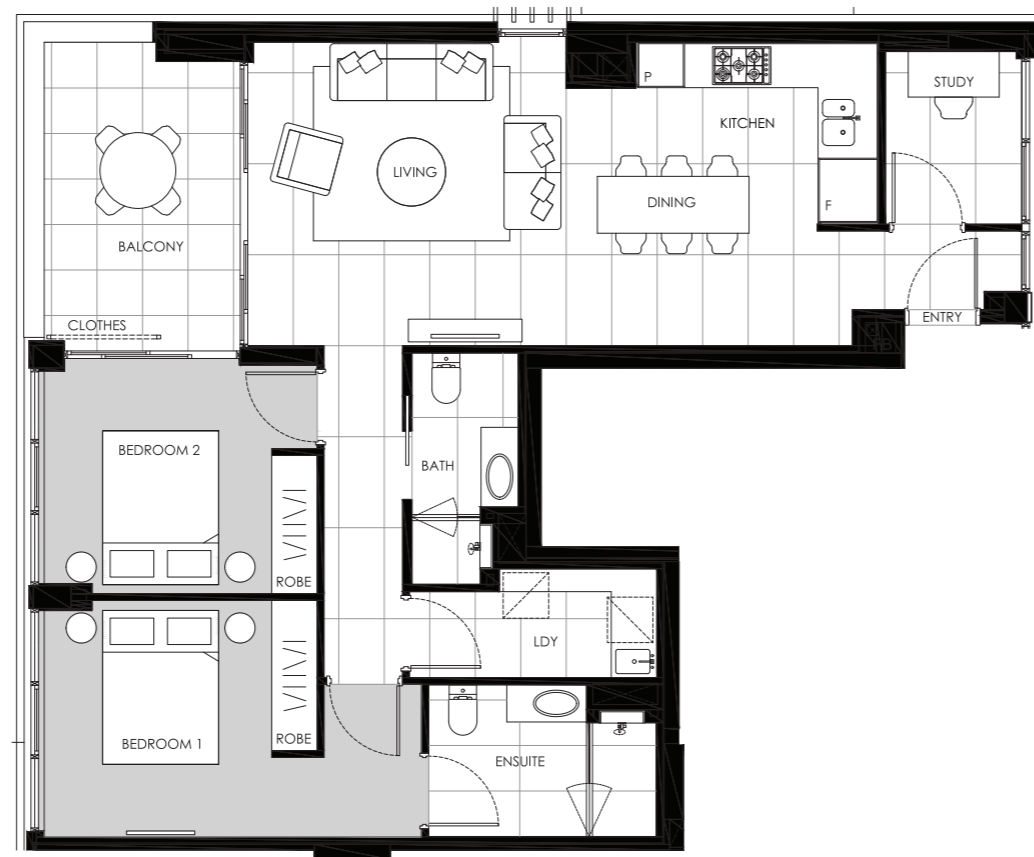 STUDY
P
KITCHEN
LIVING
DINING
F
BALCONY
CLOTHES
ENTRY
BEDROOM 2
BATH
ROBE
LDY
BEDROOM 1
ROBE
ENSUITE